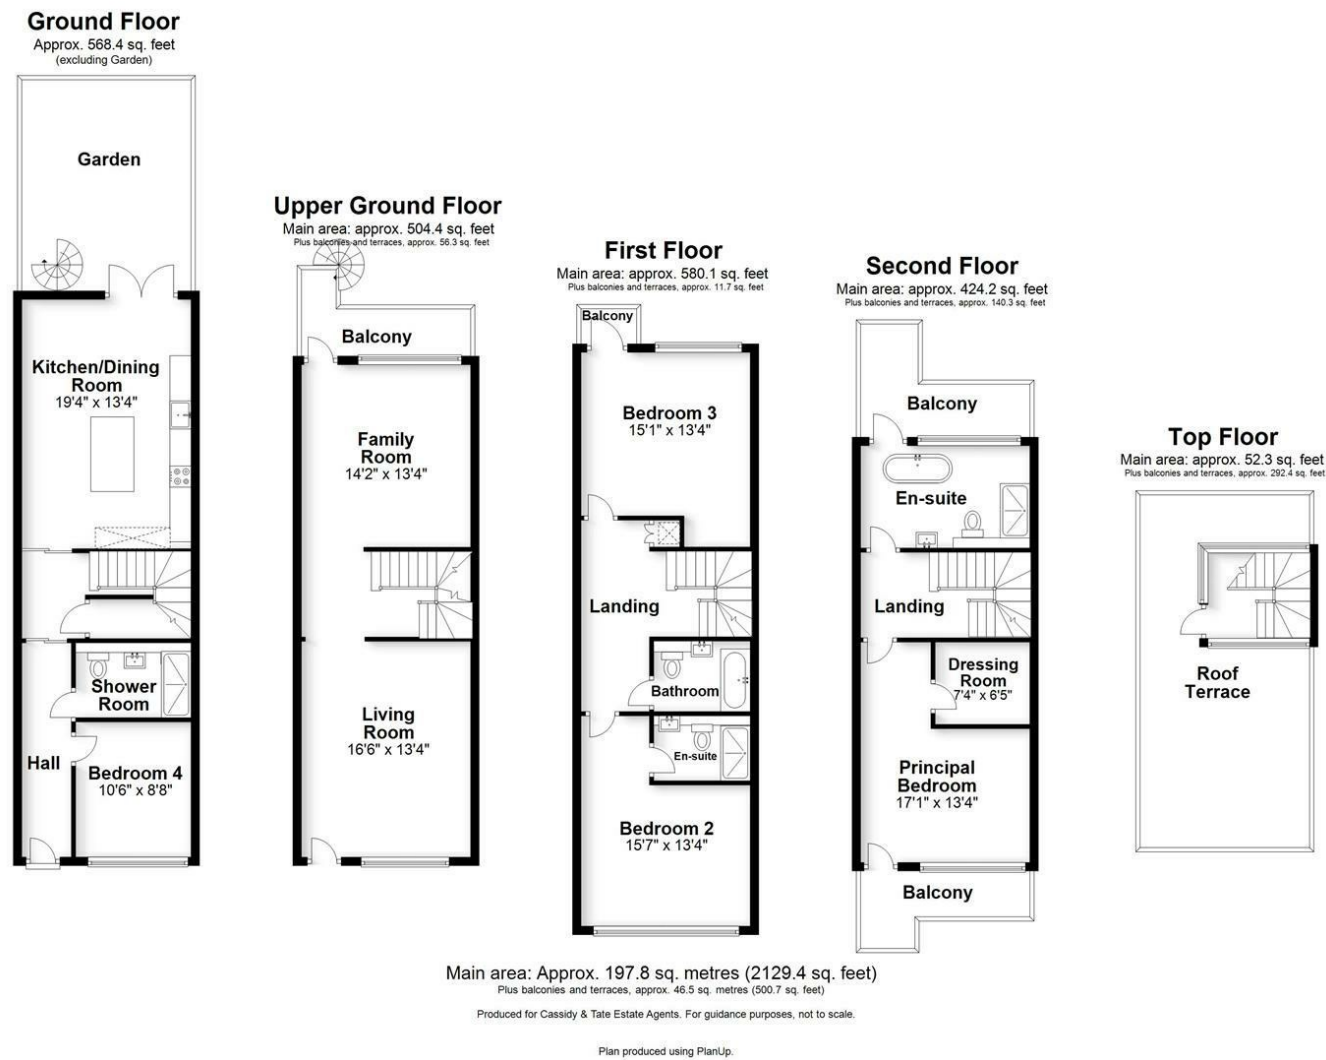 Ground Floor
Approx. 568.4 sq. feet
(excluding Garden)
Garden
Kitchen/Dining
Room
19'4" x 13'4"
Shower
Room
Hall
Bedroom 4
10'6" x 8'8"
Upper Ground Floor
Main area: approx. 504.4 sq. feet
Plus balconies and terraces, approx. 56.3 sq. feet
Balcony
Family
Room
14'2" x 13'4"
Living
Room
16'6" x 13'4"
First Floor
Main area: approx. 580.1 sq. feet
Plus balconies and terraces, approx. 11.7 sq. feet
Balcony
Bedroom 3
15'1" x 13'4"
Landing
Bathroom
En-suite
Bedroom 2
15'7" x 13'4"
Second Floor
Main area: approx. 424.2 sq. feet
Plus balconies and terraces, approx. 140.3 sq. feet
Balcony
En-suite
Landing
Dressing
Room
7'4" x 6'5"
Principal
Bedroom
17'1" x 13'4"
Balcony
Top Floor
Main area: approx. 52.3 sq. feet
Plus balconies and terraces, approx. 292.4 sq. feet
Roof
Terrace
Main area: Approx. 197.8 sq. metres (2129.4 sq. feet)
Plus balconies and terraces, approx. 46.5 sq. metres (500.7 sq. feet)
Produced for Cassidy & Tate Estate Agents. For guidance purposes, not to scale.
Plan produced using PlanUp.